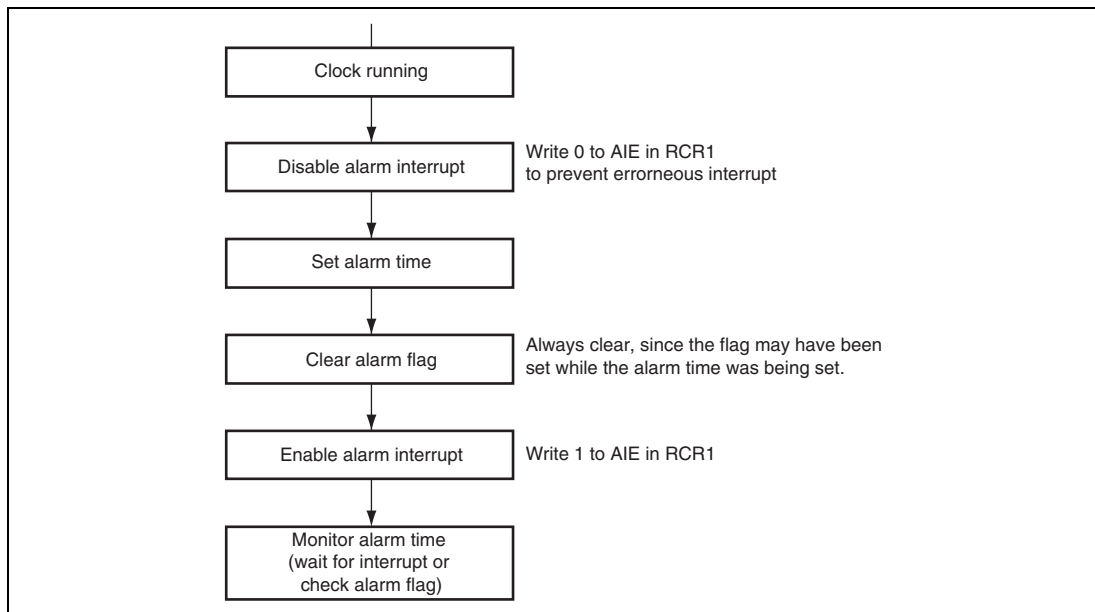 Clock running
Disable alarm interrupt
Write 0 to AIE in RCR1
to prevent errorneous interrupt
Set alarm time
Clear alarm flag
Always clear, since the flag may have been
set while the alarm time was being set.
Enable alarm interrupt
Write 1 to AIE in RCR1
Monitor alarm time
(wait for interrupt or
check alarm flag)